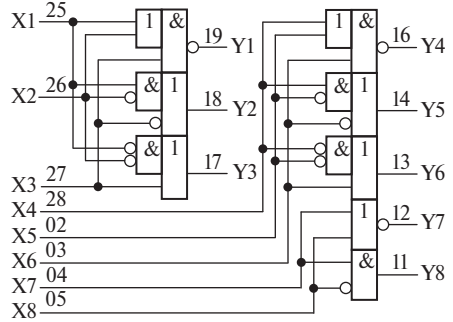 X1 25 1 & 19 Y1 1 & 16 Y4
X2 26 & 1 18 Y2 & 1 14 Y5
& 1 17 Y3 & 1 13 Y6
X3 27
X4 28
X5 02 1 12 Y7
X6 03
X7 04 & 11 Y8
X8 05